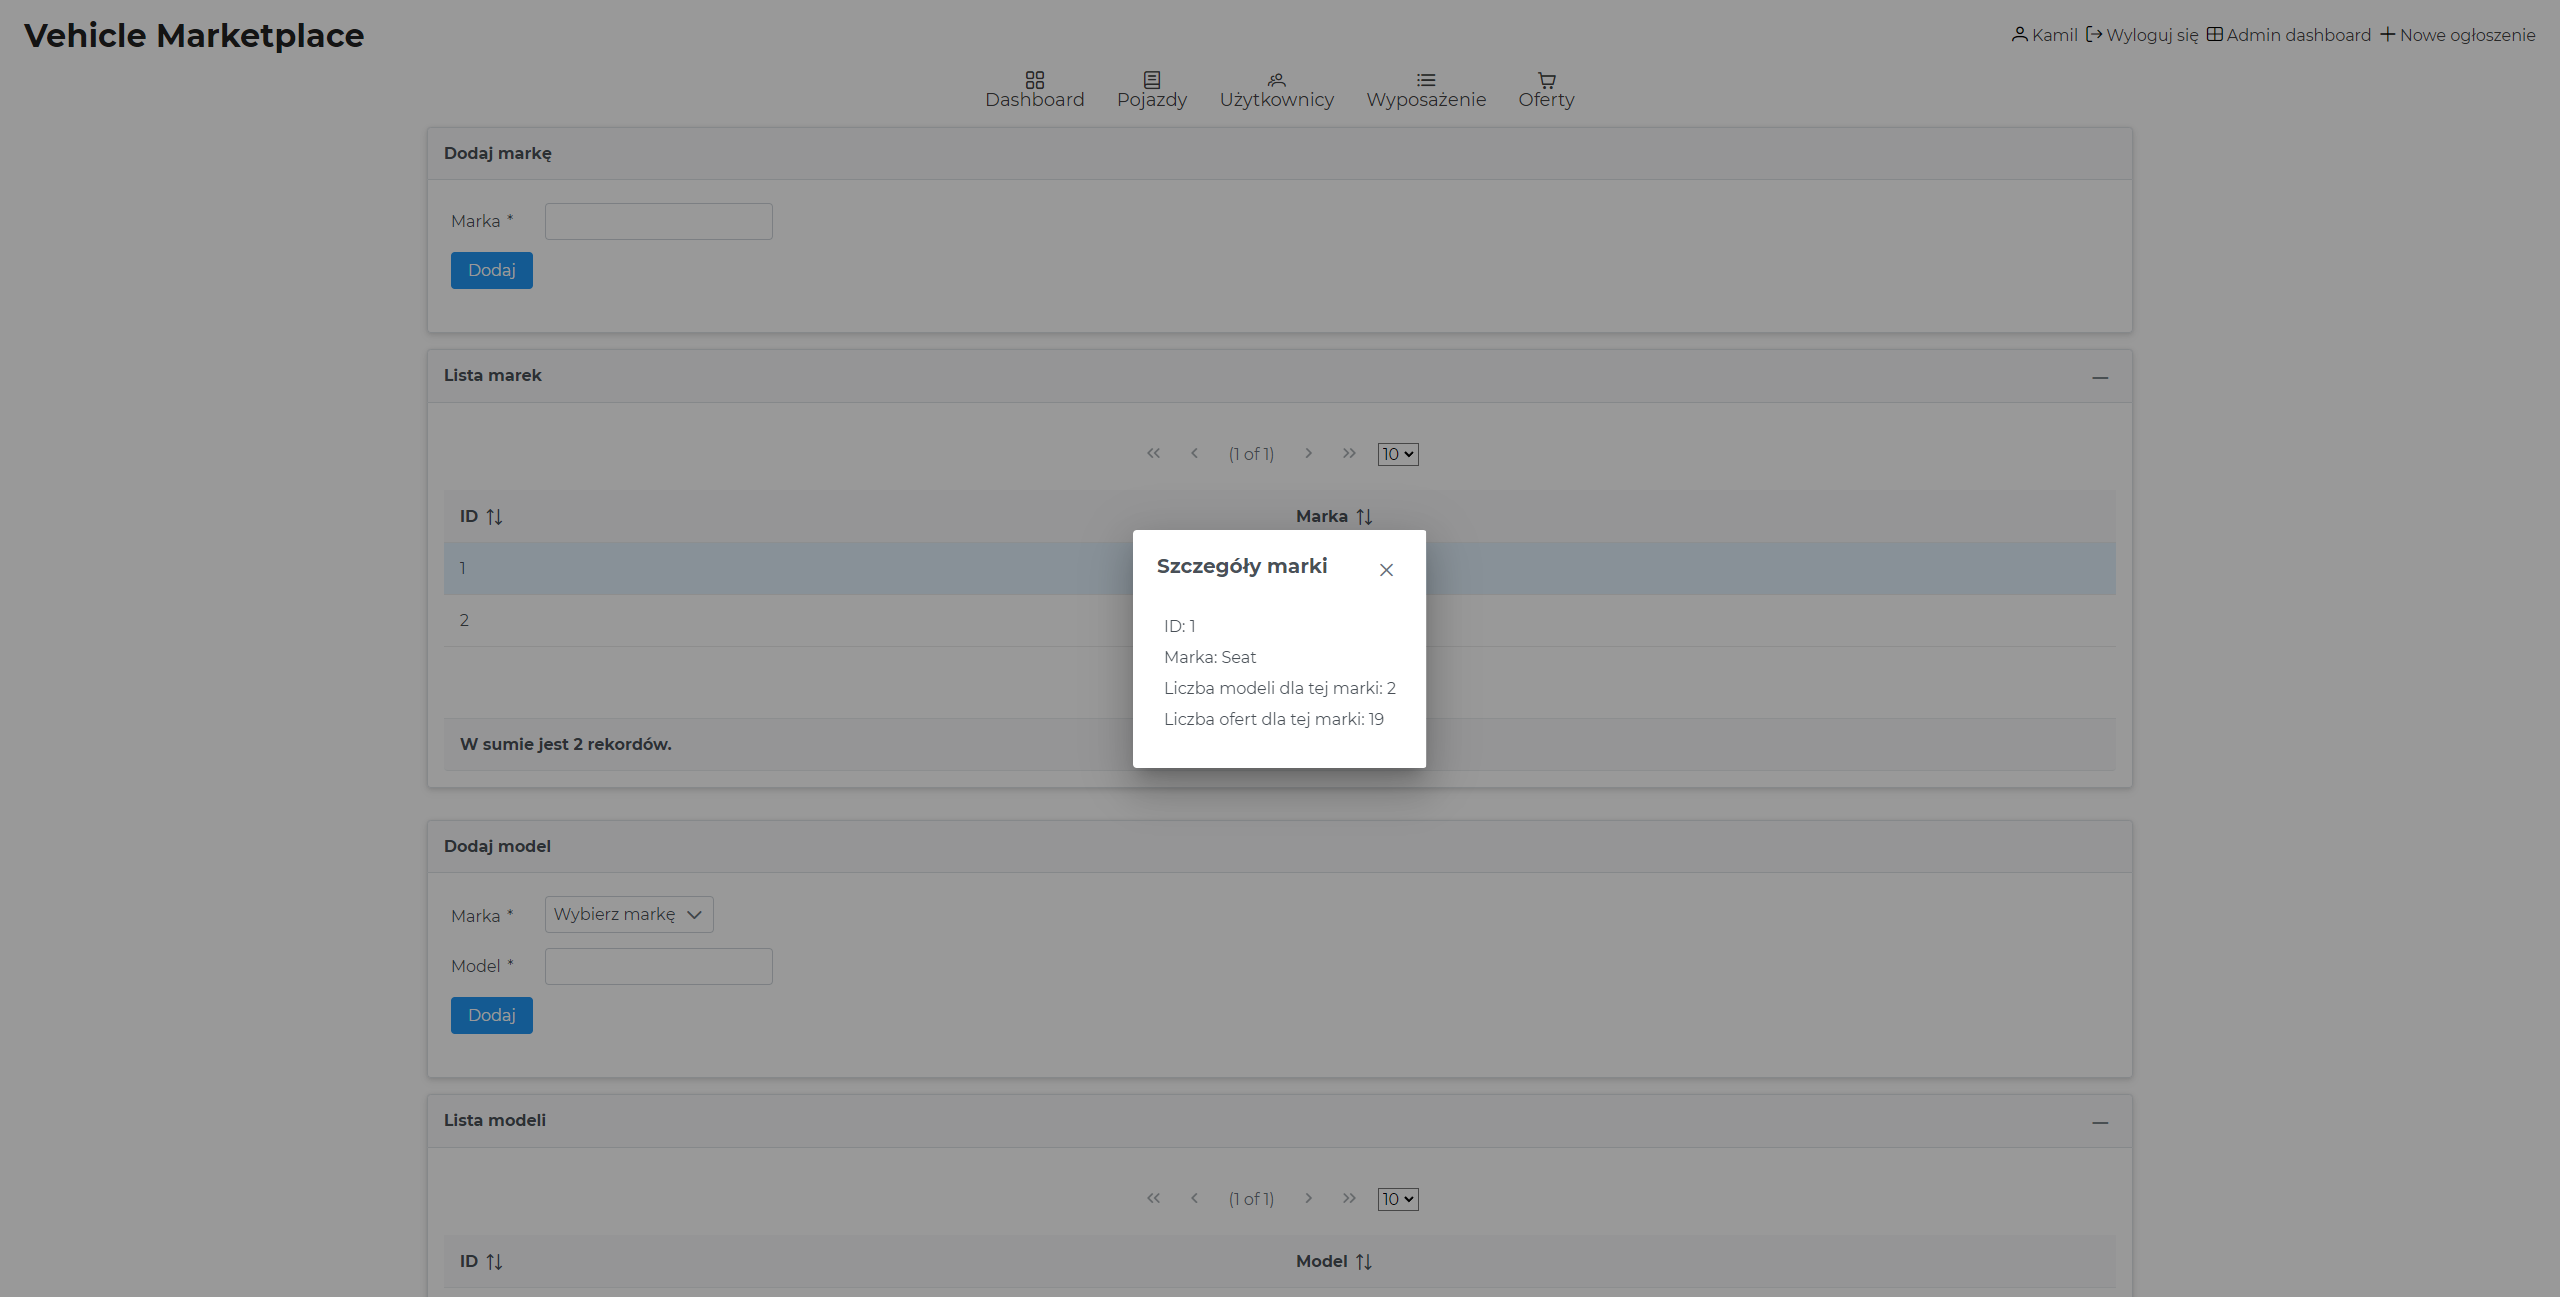 Vehicle Marketplace
Kamil Wyloguj się Admin dashboard Nowe ogłoszenie
Dashboard Pojazdy Użytkownicy Wyposażenie Oferty
Dodaj markę
Marka *
Dodaj
Lista marek
(1 of 1) 10
ID Marka
1
2
W sumie jest 2 rekordów.
Szczegóły marki
ID: 1
Marka: Seat
Liczba modeli dla tej marki: 2
Liczba ofert dla tej marki: 19
Dodaj model
Marka * Wybierz markę
Model *
Dodaj
Lista modeli
(1 of 1) 10
ID Model